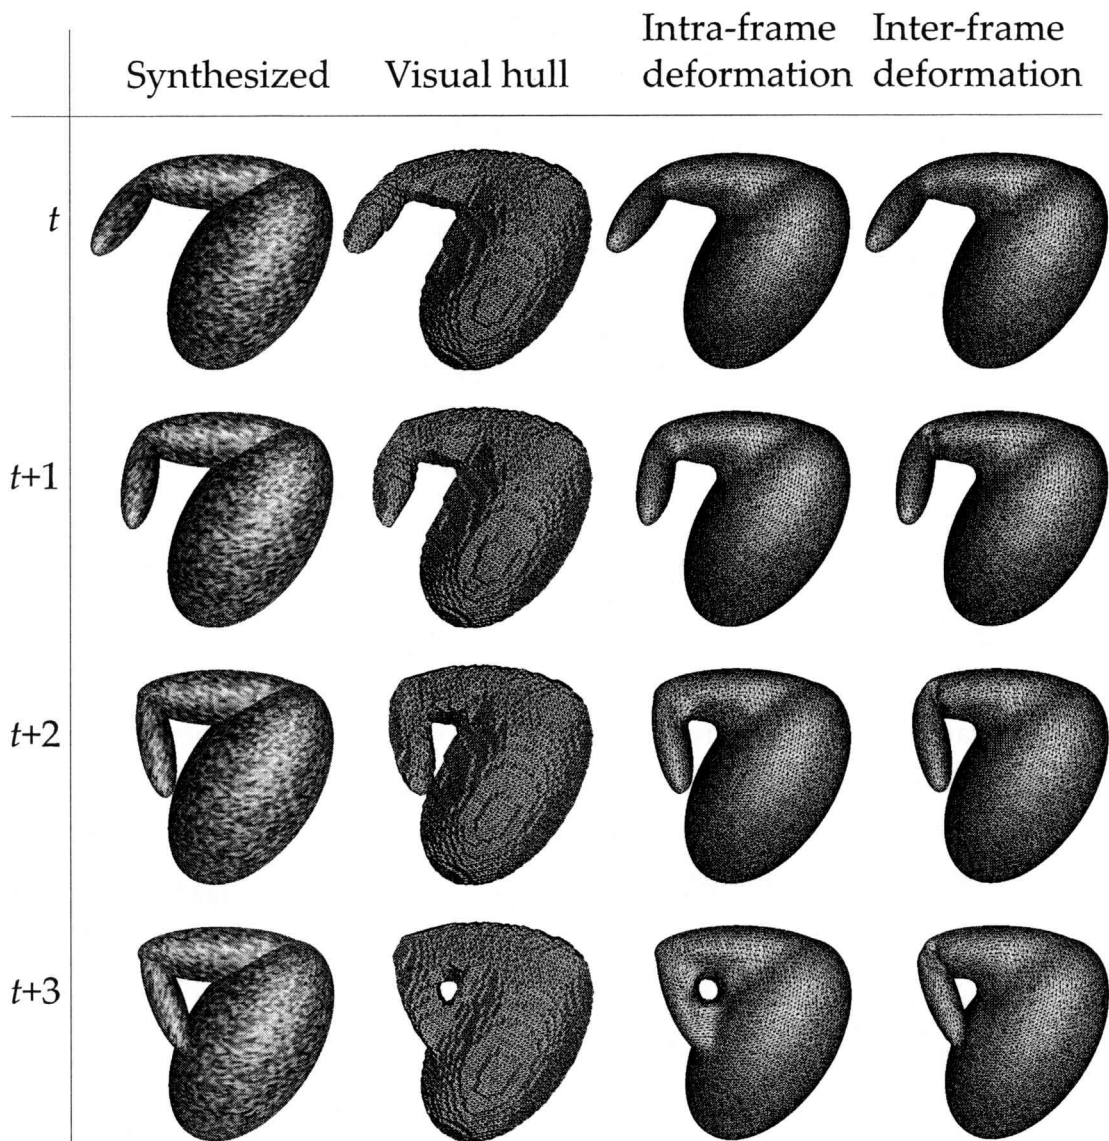 Synthesized
Visual hull
Intra-frame
deformation
Inter-frame
deformation
t
t+1
t+2
t+3